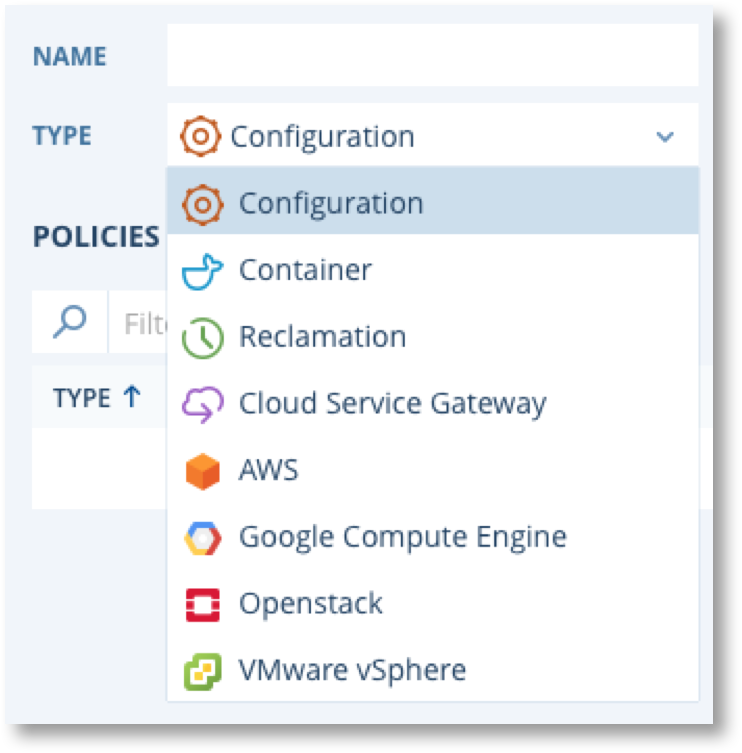 NAME
TYPE Configuration
Configuration
POLICIES
Container
Filt
Reclamation
TYPE ↑
Cloud Service Gateway
AWS
Google Compute Engine
Openstack
VMware vSphere